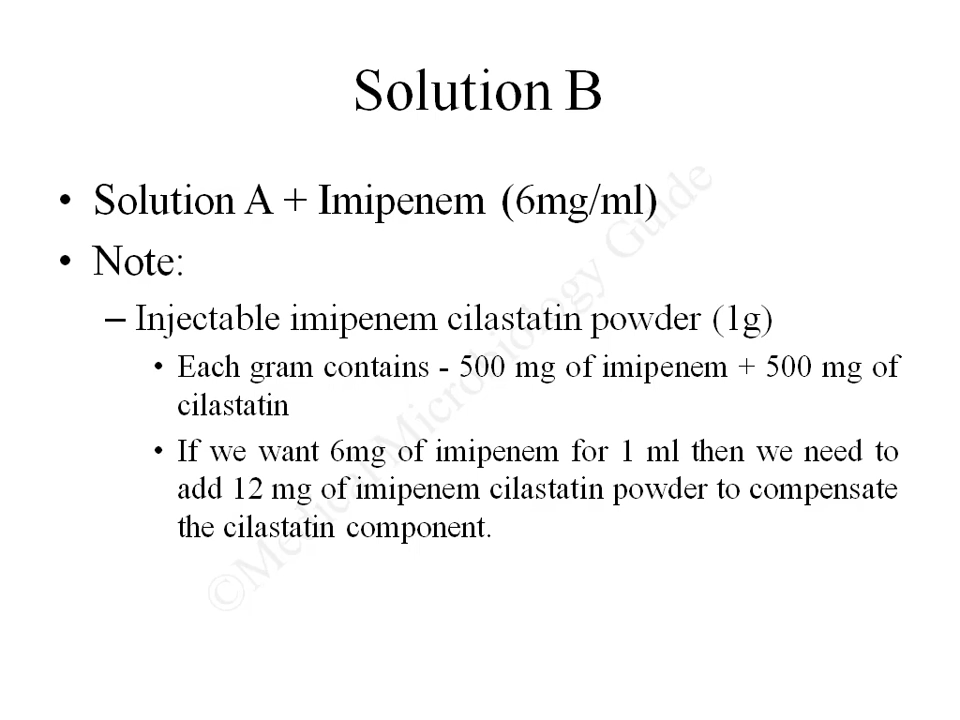 Solution B
• Solution A + Imipenem (6mg/ml)
• Note:
– Injectable imipenem cilastatin powder (1g)
• Each gram contains - 500 mg of imipenem + 500 mg of
cilastatin
• If we want 6mg of imipenem for 1 ml then we need to
add 12 mg of imipenem cilastatin powder to compensate
the cilastatin component.
©Medical Microbiology Guide